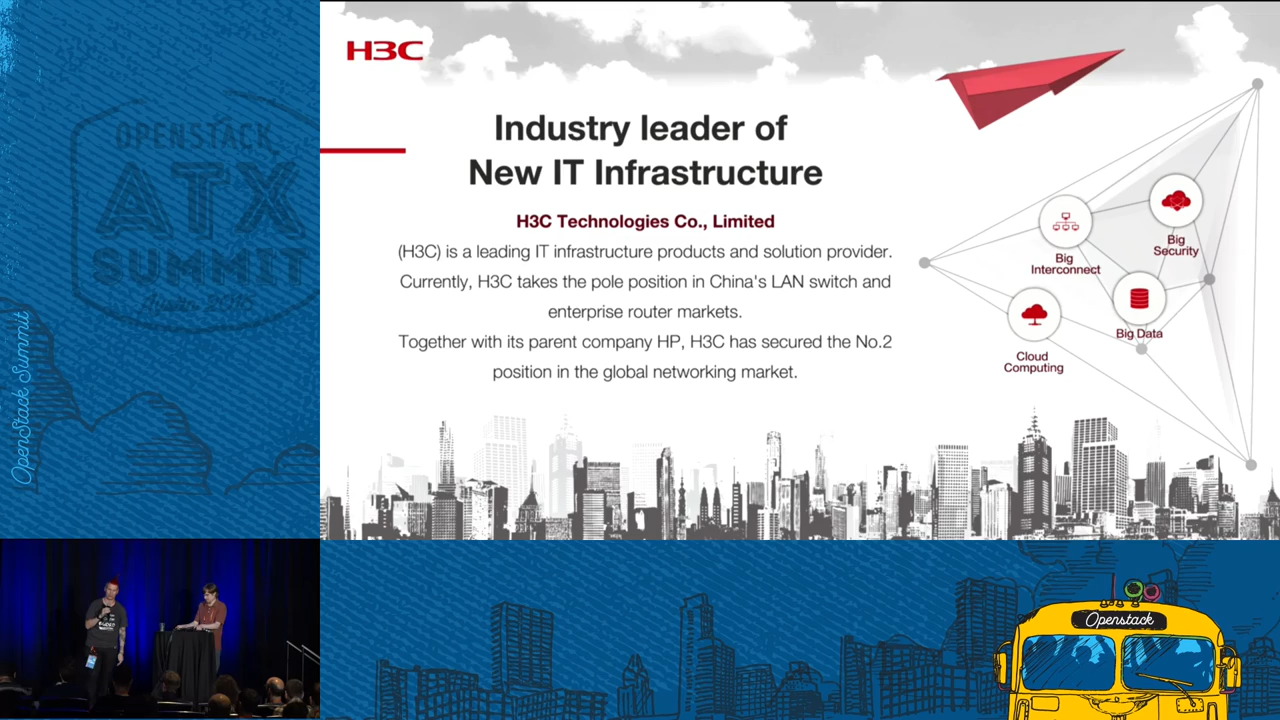 H3C
Industry leader of
New IT Infrastructure
H3C Technologies Co., Limited
(H3C) is a leading IT infrastructure products and solution provider.
Currently, H3C takes the pole position in China's LAN switch and
enterprise router markets.
Together with its parent company HP, H3C has secured the No.2
position in the global networking market.
Big
Interconnect
Big
Security
Big Data
Cloud
Computing
OPENSTACK
ATX
SUMMIT
OpenStack Summit
Openstack